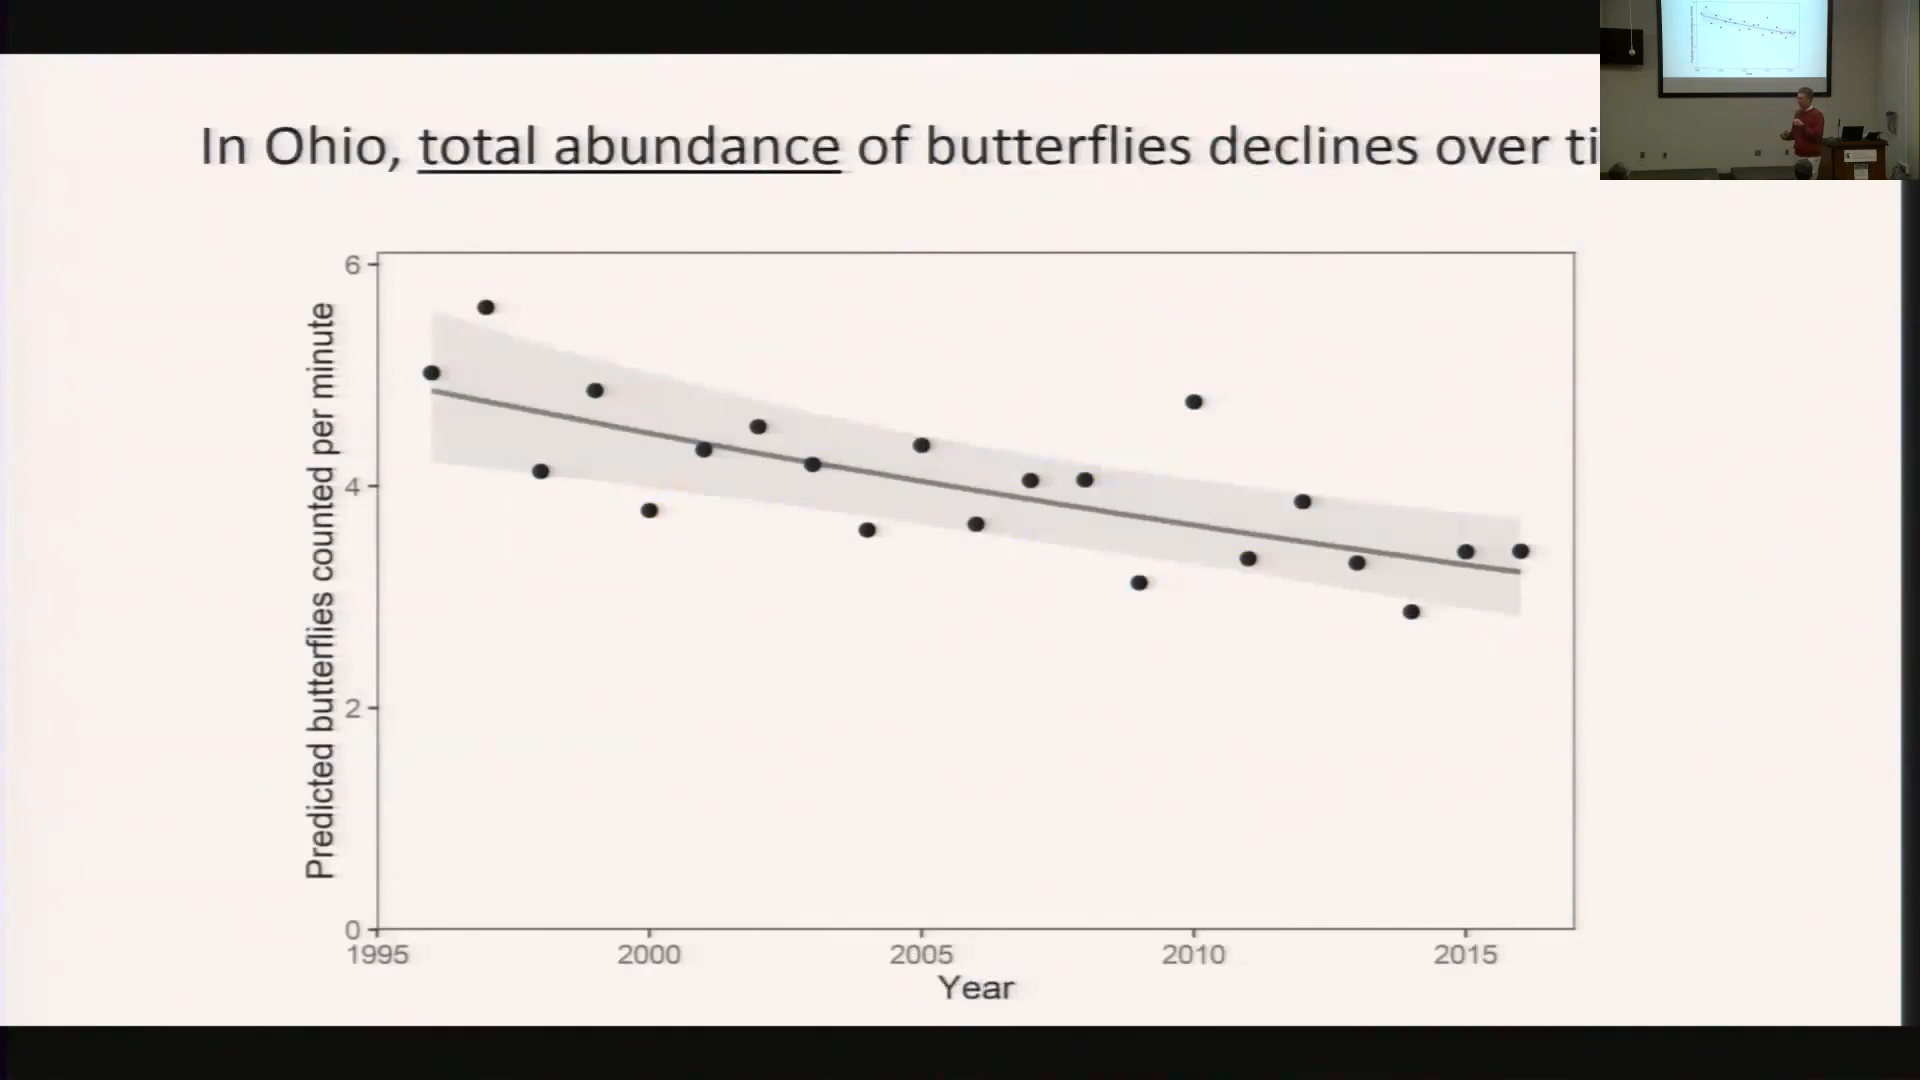 In Ohio, total abundance of butterflies declines over ti
Predicted butterflies counted per minute
6
4
2
0
1995 2000 2005 2010 2015
Year